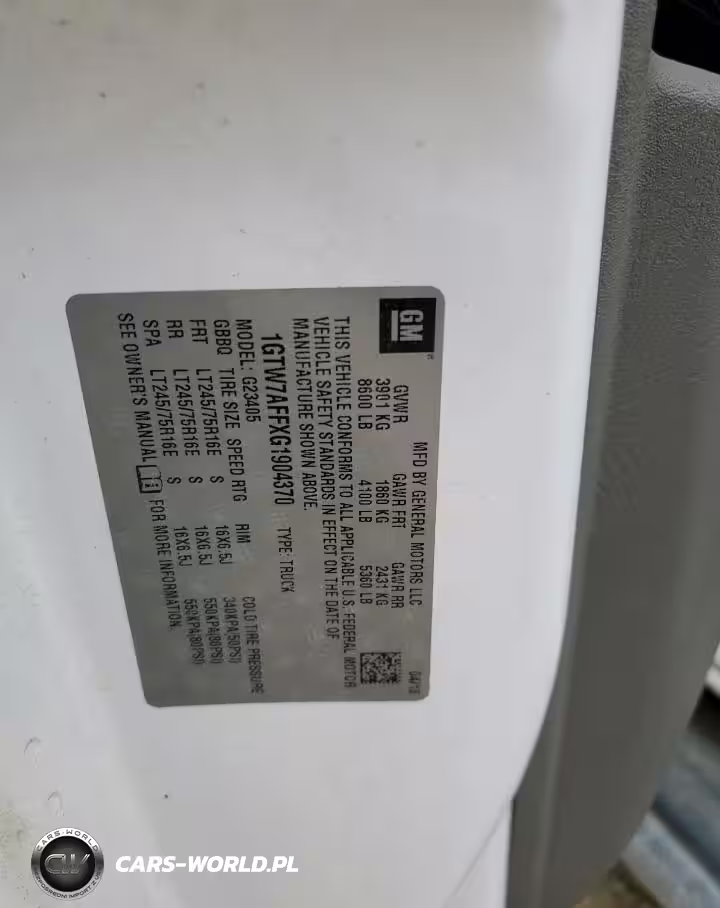 GM
MFD BY GENERAL MOTORS LLC
GVWR GAWR FRT GAWR RR
3901 KG 1860 KG 2431 KG
8600 LB 4100 LB 5360 LB
THIS VEHICLE CONFORMS TO ALL APPLICABLE U.S. FEDERAL MOTOR
VEHICLE SAFETY STANDARDS IN EFFECT ON THE DATE OF
MANUFACTURE SHOWN ABOVE.
1GTW7AFFXG1904370 TYPE: TRUCK
MODEL: G23405
GBBQ TIRE SIZE SPEED RTG RIM COLD TIRE PRESSURE
FRT LT245/75R16E S 16X6.5J 340KPA(50PSI)
RR LT245/75R16E S 16X6.5J 550KPA(80PSI)
SPA LT245/75R16E S 16X6.5J 550KPA(80PSI)
SEE OWNER'S MANUAL FOR MORE INFORMATION.
CARS-WORLD
CW
CARS-WORLD.PL